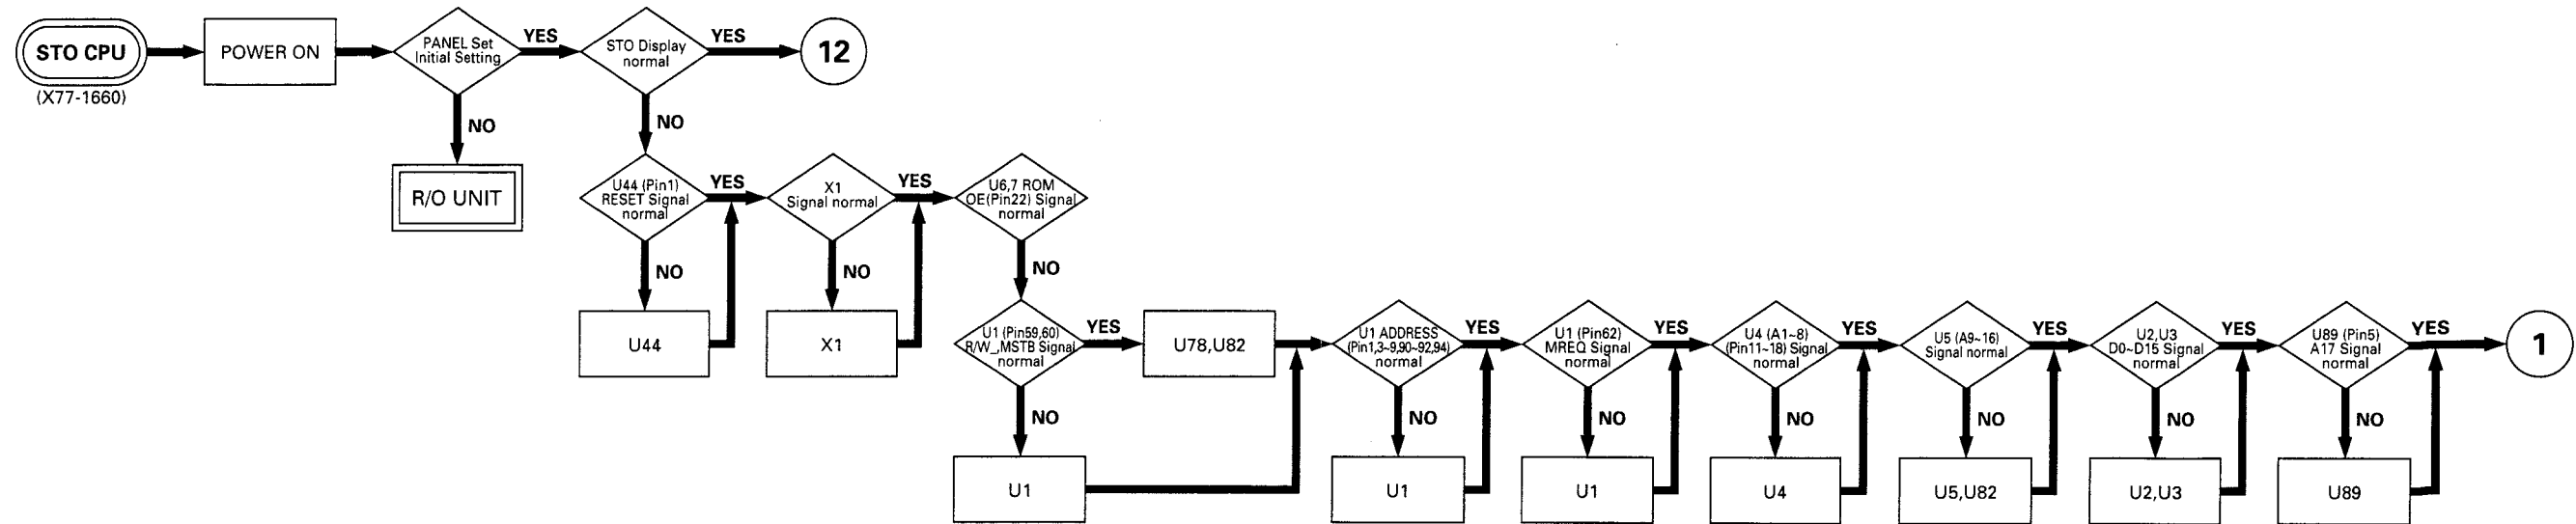 STO CPU
(X77-1660)
POWER ON
PANEL Set
Initial Setting
YES
NO
R/O UNIT
STO Display
normal
YES
12
NO
U44 (Pin1)
RESET Signal
normal
YES
NO
U44
X1
Signal normal
YES
NO
X1
U6,7 ROM
OE(Pin22) Signal
normal
NO
U1 (Pin59,60)
R/W_,MSTB Signal
normal
YES
NO
U1
U78,U82
U1 ADDRESS
(Pin1,3~9,90~92,94)
normal
YES
NO
U1
U1 (Pin62)
MREQ Signal
normal
YES
NO
U1
U4 (A1~8)
(Pin11~18) Signal
normal
YES
NO
U4
U5 (A9~16)
Signal normal
YES
NO
U5,U82
U2,U3
D0~D15 Signal
normal
YES
NO
U2,U3
U89 (Pin5)
A17 Signal
normal
YES
NO
U89
1